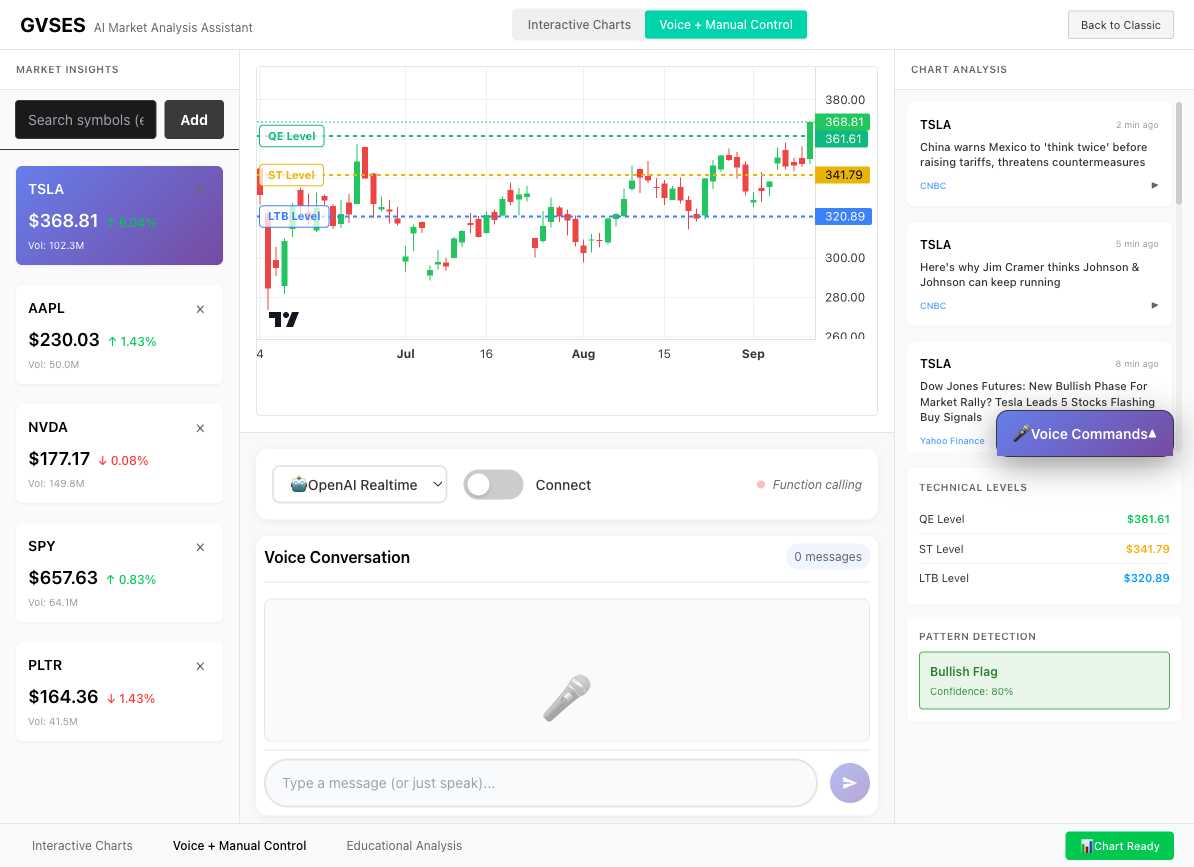 GVSES AI Market Analysis Assistant
Interactive Charts
Voice + Manual Control
Back to Classic
MARKET INSIGHTS
Search symbols (e
Add
TSLA
$368.81 ↑ 6.04%
Vol: 102.3M
AAPL
$230.03 ↑ 1.43%
Vol: 50.0M
NVDA
$177.17 ↓ 0.08%
Vol: 149.8M
SPY
$657.63 ↑ 0.83%
Vol: 64.1M
PLTR
$164.36 ↓ 1.43%
Vol: 41.5M
QE Level
ST Level
LTB Level
380.00
368.81
361.61
341.79
320.89
300.00
280.00
260.00
4
Jul
16
Aug
15
Sep
OpenAI Realtime
Connect
Function calling
Voice Conversation
0 messages
Type a message (or just speak)...
CHART ANALYSIS
TSLA
2 min ago
China warns Mexico to 'think twice' before
raising tariffs, threatens countermeasures
CNBC
TSLA
5 min ago
Here's why Jim Cramer thinks Johnson &
Johnson can keep running
CNBC
TSLA
8 min ago
Dow Jones Futures: New Bullish Phase For
Market Rally? Tesla Leads 5 Stocks Flashing
Buy Signals
Yahoo Finance
Voice Commands
TECHNICAL LEVELS
QE Level
$361.61
ST Level
$341.79
LTB Level
$320.89
PATTERN DETECTION
Bullish Flag
Confidence: 80%
Interactive Charts
Voice + Manual Control
Educational Analysis
Chart Ready